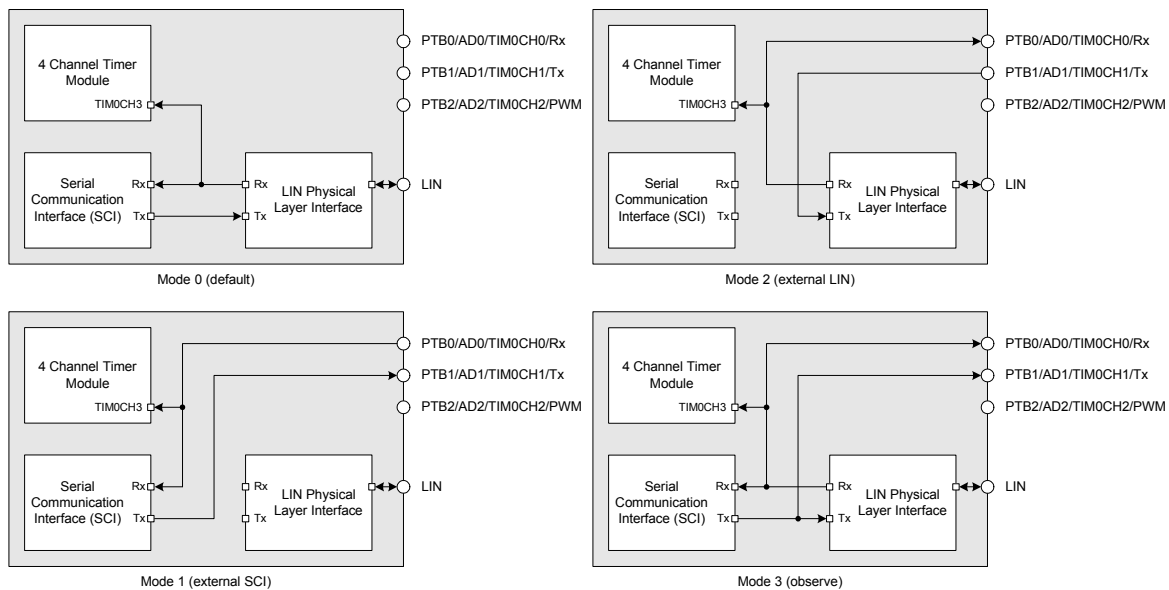 4 Channel Timer
Module
TIM0CH3
Serial
Communication
Interface (SCI)
Rx
Tx
Rx
Tx
LIN Physical
Layer Interface
PTB0/AD0/TIM0CH0/Rx
PTB1/AD1/TIM0CH1/Tx
PTB2/AD2/TIM0CH2/PWM
LIN
Mode 0 (default)
4 Channel Timer
Module
TIM0CH3
Serial
Communication
Interface (SCI)
Rx
Tx
Rx
Tx
LIN Physical
Layer Interface
PTB0/AD0/TIM0CH0/Rx
PTB1/AD1/TIM0CH1/Tx
PTB2/AD2/TIM0CH2/PWM
LIN
Mode 2 (external LIN)
4 Channel Timer
Module
TIM0CH3
Serial
Communication
Interface (SCI)
Rx
Tx
Rx
Tx
LIN Physical
Layer Interface
PTB0/AD0/TIM0CH0/Rx
PTB1/AD1/TIM0CH1/Tx
PTB2/AD2/TIM0CH2/PWM
LIN
Mode 1 (external SCI)
4 Channel Timer
Module
TIM0CH3
Serial
Communication
Interface (SCI)
Rx
Tx
Rx
Tx
LIN Physical
Layer Interface
PTB0/AD0/TIM0CH0/Rx
PTB1/AD1/TIM0CH1/Tx
PTB2/AD2/TIM0CH2/PWM
LIN
Mode 3 (observe)